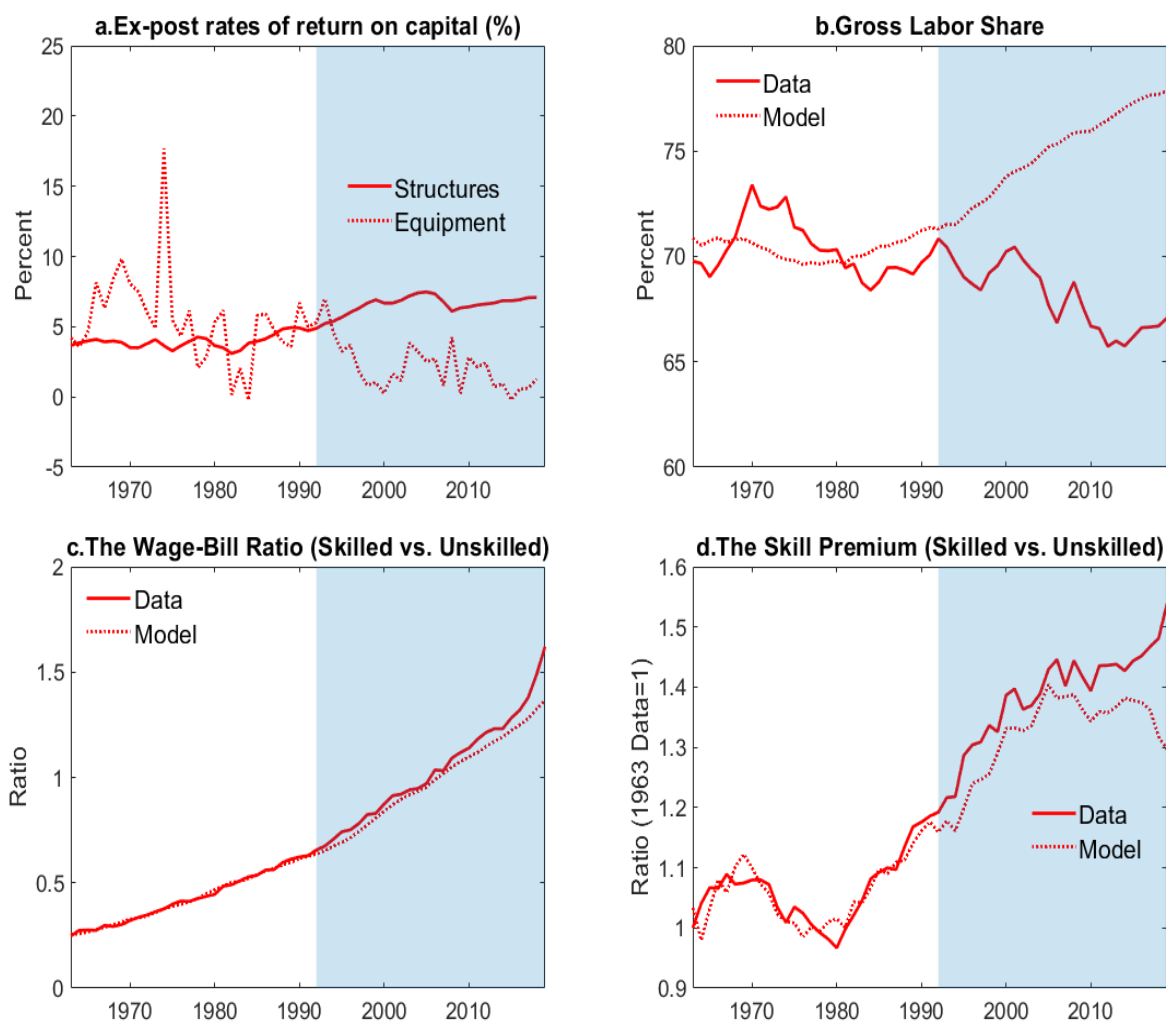 a.Ex-post rates of return on capital (%)
25
20
15
10
5
0
-5
Percent
Structures
Equipment
1970 1980 1990 2000 2010
b.Gross Labor Share
80
75
70
65
60
Percent
Data
Model
1970 1980 1990 2000 2010
c.The Wage-Bill Ratio (Skilled vs. Unskilled)
2
1.5
1
0.5
0
Ratio
Data
Model
1970 1980 1990 2000 2010
d.The Skill Premium (Skilled vs. Unskilled)
1.6
1.5
1.4
1.3
1.2
1.1
1
0.9
Ratio (1963 Data=1)
Data
Model
1970 1980 1990 2000 2010